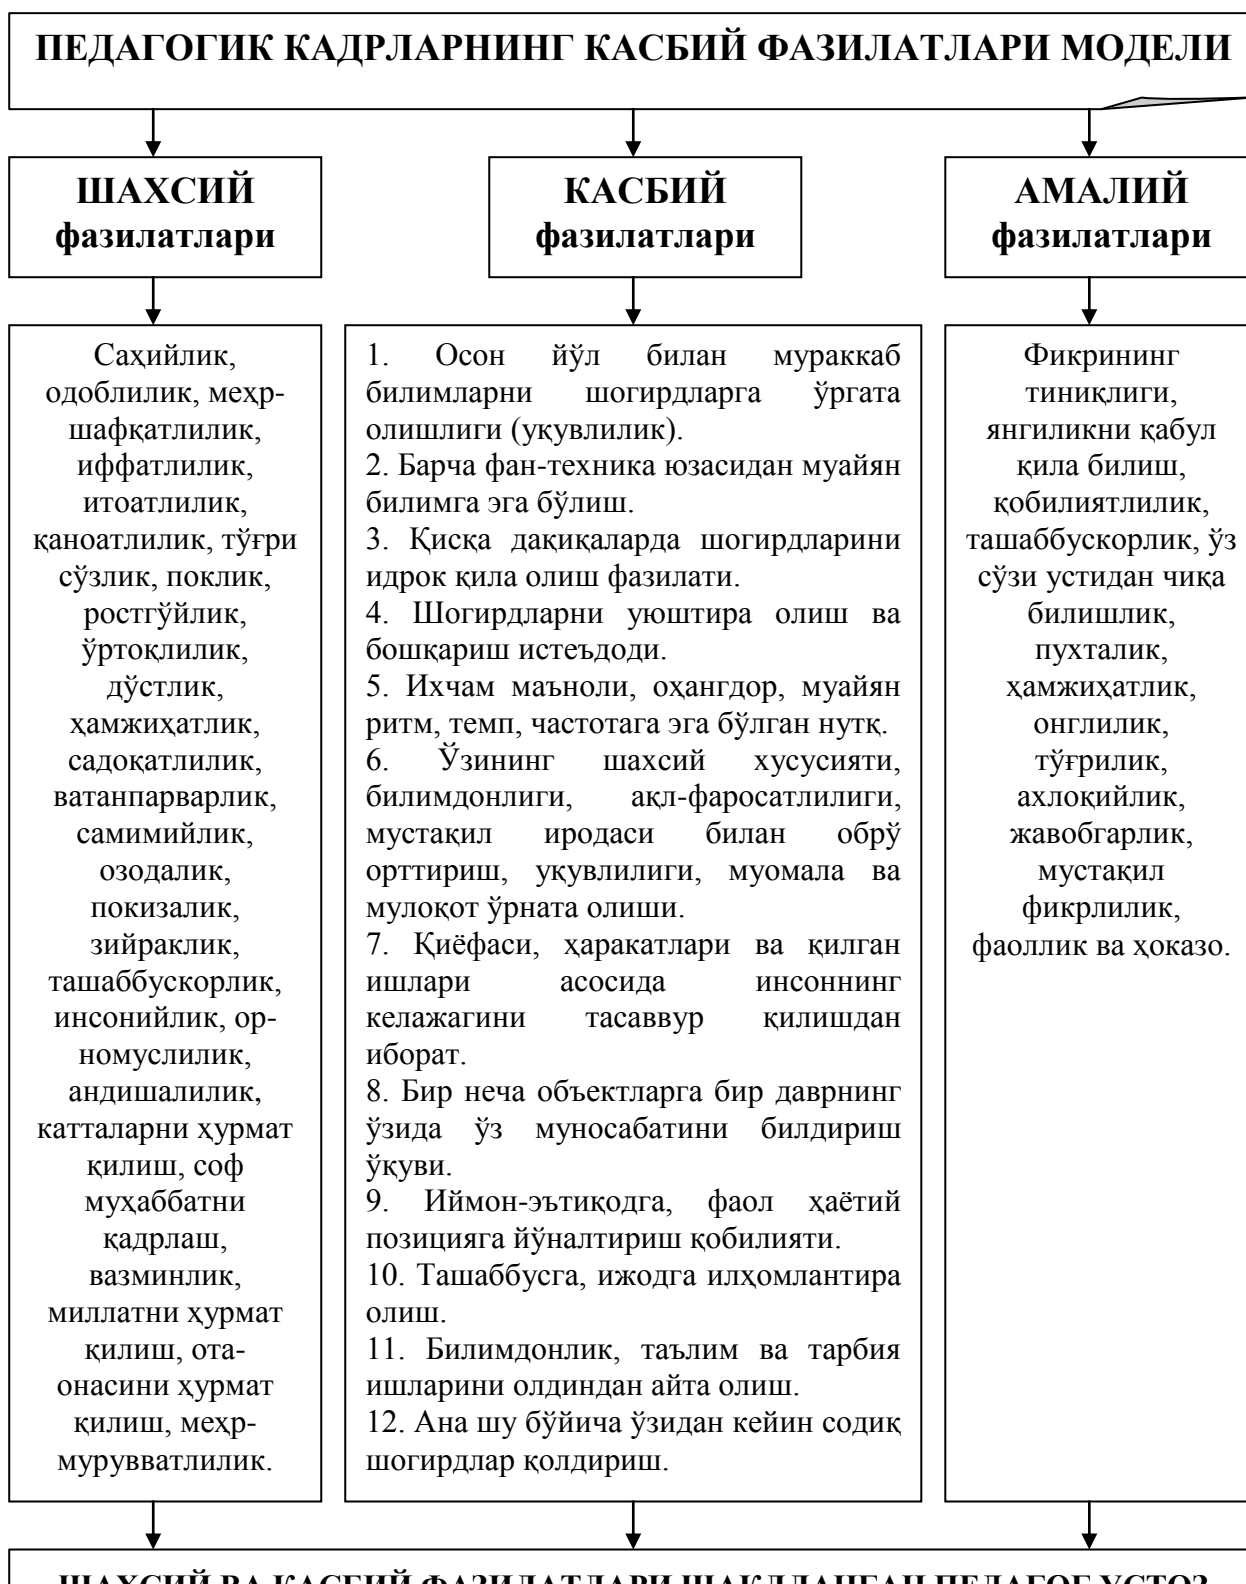 ПЕДАГОГИК КАДРЛАРНИНГ КАСБИЙ ФАЗИЛАТЛАРИ МОДЕЛИ
ШАХСИЙ
фазилатлари
КАСБИЙ
фазилатлари
АМАЛИЙ
фазилатлари
Саҳийлик,
одоблилик, меҳр-
шафқатлилик,
иффатлилик,
итоатлилик,
қаноатлилик, тўғри
сўзлик, поклик,
ростгўйлик,
ўртоқлилик,
дўстлик,
ҳамжиҳатлик,
садоқатлилик,
ватанпарварлик,
самимийлик,
озодалик,
покизалик,
зийраклик,
ташаббускорлик,
инсонийлик, ор-
номуслилик,
андишалилик,
катталарни ҳурмат
қилиш, соф
муҳаббатни
қадрлаш,
вазминлик,
миллатни ҳурмат
қилиш, ота-
онасини ҳурмат
қилиш, меҳр-
мурувватлилик.
1. Осон йўл билан мураккаб
билимларни шогирдларга ўргата
олишлиги (уқувлилик).
2. Барча фан-техника юзасидан муайян
билимга эга бўлиш.
3. Қисқа дақиқаларда шогирдларини
идрок қила олиш фазилати.
4. Шогирдларни уюштира олиш ва
бошқариш истеъдоди.
5. Ихчам маъноли, оҳангдор, муайян
ритм, темп, частотага эга бўлган нутқ.
6. Ўзининг шахсий хусусияти,
билимдонлиги, ақл-фаросатлилиги,
мустақил иродаси билан обрў
орттириш, уқувлилиги, муомала ва
мулоқот ўрната олиши.
7. Қиёфаси, ҳаракатлари ва қилган
ишлари асосида инсоннинг
келажагини тасаввур қилишдан
иборат.
8. Бир неча объектларга бир даврнинг
ўзида ўз муносабатини билдириш
ўқуви.
9. Иймон-эътиқодга, фаол ҳаётий
позицияга йўналтириш қобилияти.
10. Ташаббусга, ижодга илҳомлантира
олиш.
11. Билимдонлик, таълим ва тарбия
ишларини олдиндан айта олиш.
12. Ана шу бўйича ўзидан кейин содиқ
шогирдлар қолдириш.
Фикрининг
тиниқлиги,
янгиликни қабул
қила билиш,
қобилиятлилик,
ташаббускорлик, ўз
сўзи устидан чиқа
билишлик,
пухталик,
ҳамжиҳатлик,
онглилик,
тўғрилик,
ахлоқийлик,
жавобгарлик,
мустақил
фикрлилик,
фаоллик ва ҳоказо.
ШАХСИЙ ВА КАСБИЙ ФАЗИЛАТЛАРИ ШАКЛЛАНГАН ПЕДАГОГ УСТОЗ